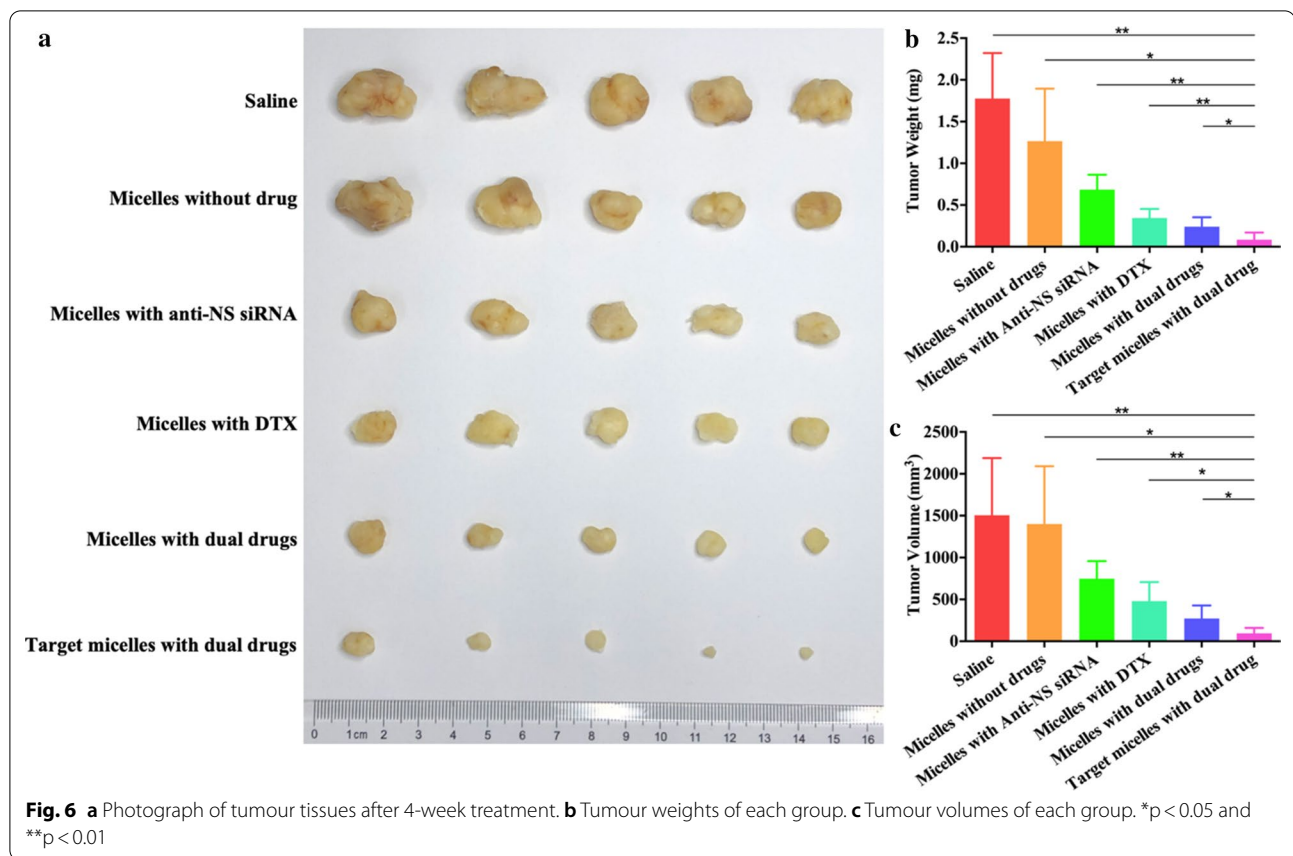 a
Saline
Micelles without drug
Micelles with anti-NS siRNA
Micelles with DTX
Micelles with dual drugs
Target micelles with dual drugs
0 1cm 2 3 4 5 6 7 8 9 10 11 12 13 14 15 16
b
**
*
**
**
*
Tumor Weight (mg)
2.5
2.0
1.5
1.0
0.5
0.0
Saline
Micelles without drugs
Micelles with Anti-NS siRNA
Micelles with DTX
Micelles with dual drugs
Target micelles with dual drug
c
**
*
**
*
*
Tumor Volume (mm³)
2500
2000
1500
1000
500
0
Saline
Micelles without drugs
Micelles with Anti-NS siRNA
Micelles with DTX
Micelles with dual drugs
Target micelles with dual drug
Fig. 6 a Photograph of tumour tissues after 4-week treatment. b Tumour weights of each group. c Tumour volumes of each group. *p < 0.05 and
**p < 0.01